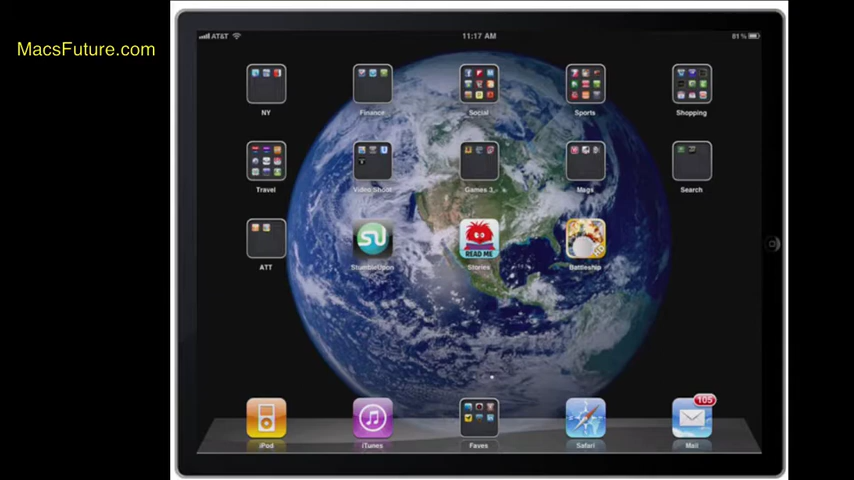 MacsFuture.com
AT&T
11:17 AM
81%
NY
Finance
Social
Sports
Shopping
Travel
Video Shoot
Games 3
Mags
Search
ATT
StumbleUpon
READ ME
Stories
HD
Battleship
105
iPod
iTunes
Faves
Safari
Mail